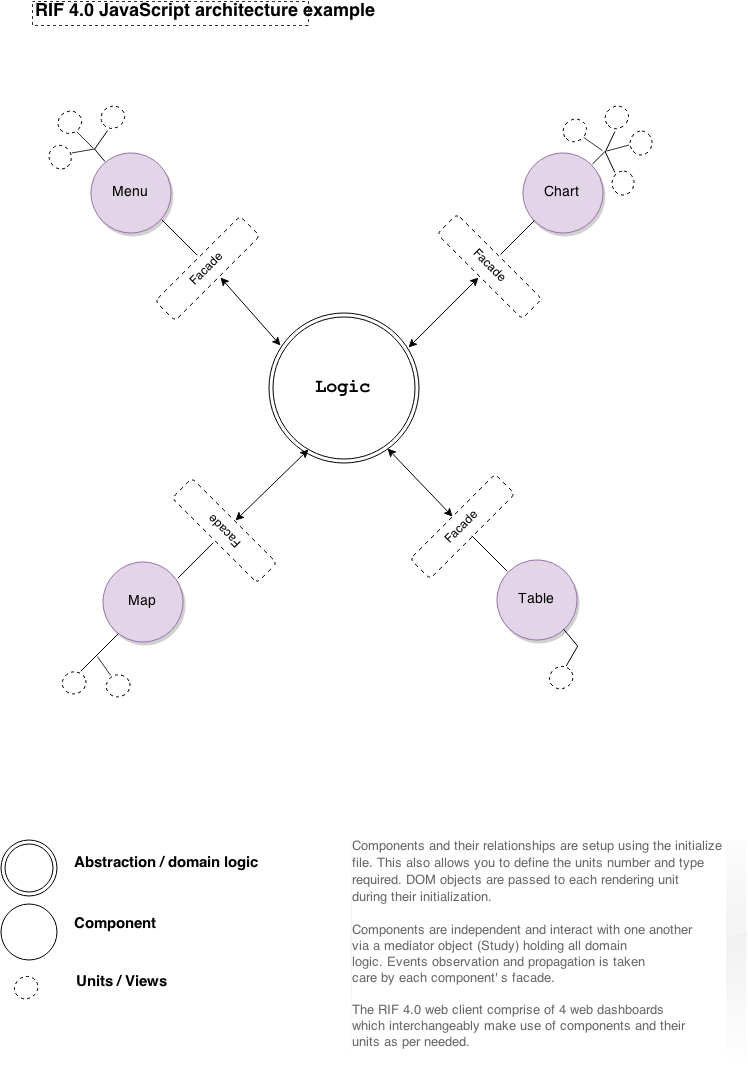 RIF 4.0 JavaScript architecture example
Menu
Chart
Facade
Facade
Logic
Facade
Facade
Map
Table
Abstraction / domain logic
Component
Units / Views
Components and their relationships are setup using the initialize
file. This also allows you to define the units number and type
required. DOM objects are passed to each rendering unit
during their initialization.
Components are independent and interact with one another
via a mediator object (Study) holding all domain
logic. Events observation and propagation is taken
care by each component' s facade.
The RIF 4.0 web client comprise of 4 web dashboards
which interchangeably make use of components and their
units as per needed.